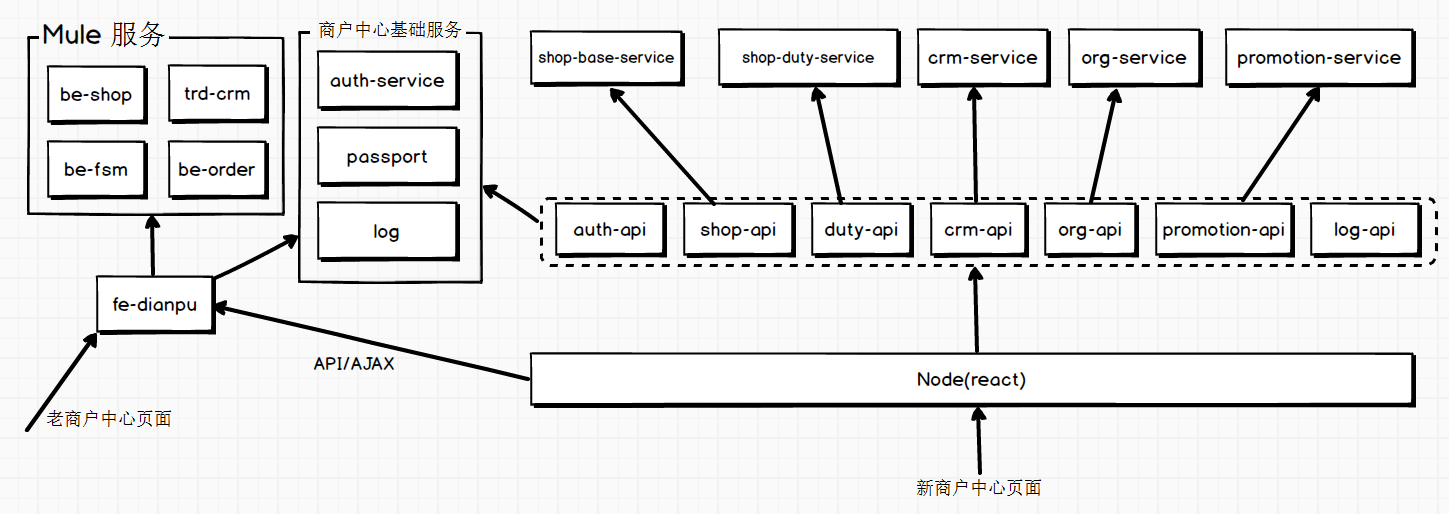 Mule 服务
be-shop
trd-crm
be-fsm
be-order
商户中心基础服务
auth-service
passport
log
shop-base-service
shop-duty-service
crm-service
org-service
promotion-service
auth-api
shop-api
duty-api
crm-api
org-api
promotion-api
log-api
fe-dianpu
API/AJAX
Node(react)
老商户中心页面
新商户中心页面